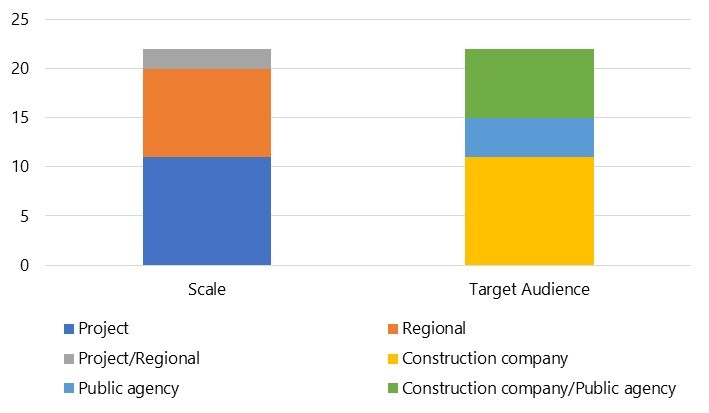 25
20
15
10
5
0
Scale Target Audience
Project Regional
Project/Regional Construction company
Public agency Construction company/Public agency